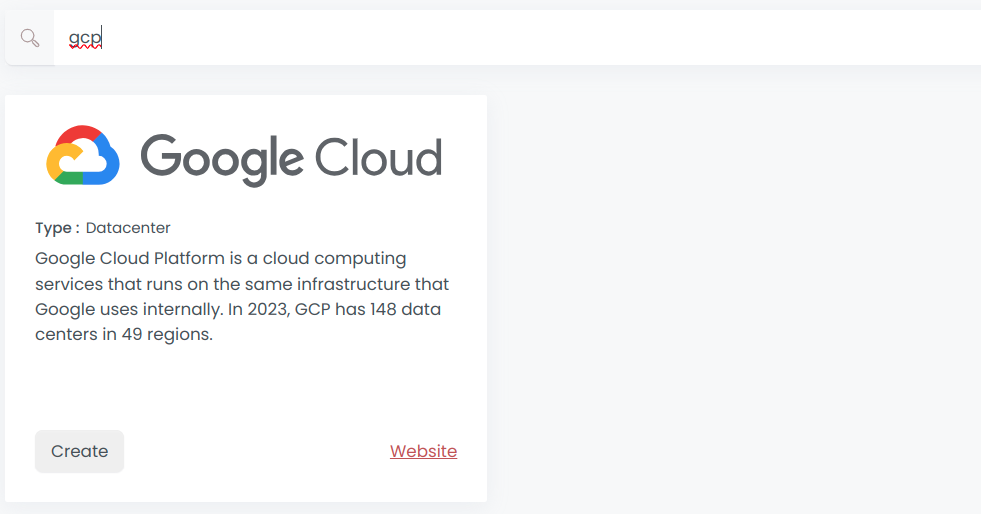 gcp
Google Cloud
Type : Datacenter
Google Cloud Platform is a cloud computing
services that runs on the same infrastructure that
Google uses internally. In 2023, GCP has 148 data
centers in 49 regions.
Create Website